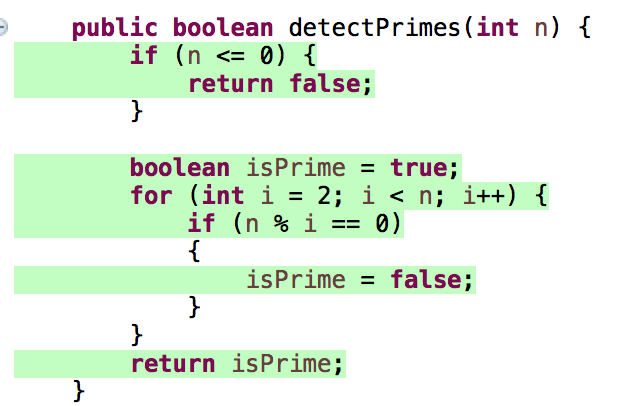 public boolean detectPrimes(int n) {
if (n <= 0) {
return false;
}
boolean isPrime = true;
for (int i = 2; i < n; i++) {
if (n % i == 0)
{
isPrime = false;
}
}
return isPrime;
}